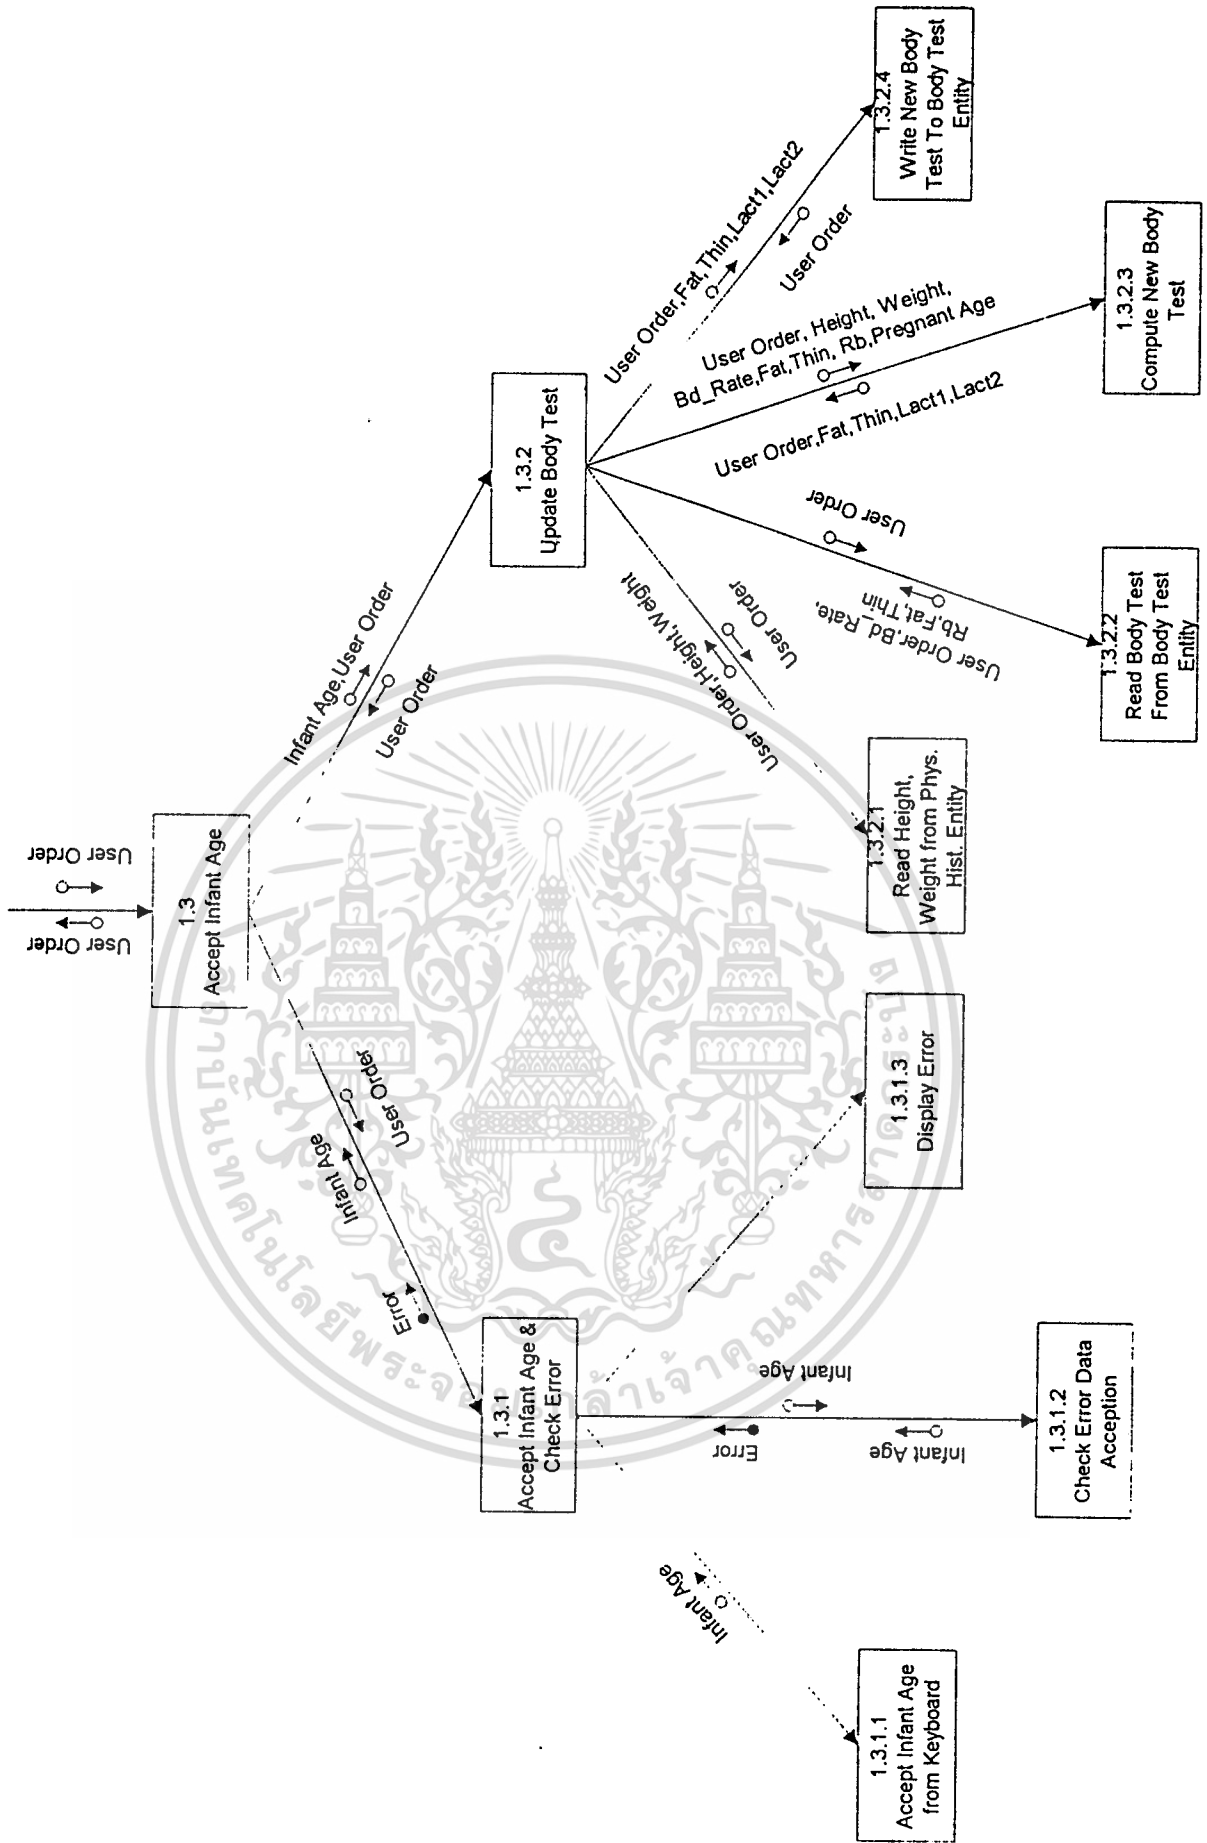 User Order
User Order
1.3
Accept Infant Age
Infant Age
User Order
Error
Infant Age,User Order
User Order
1.3.1
Accept Infant Age &
Check Error
1.3.2
Update Body Test
Infant Age
Error
Infant Age
Infant Age
User Order,Height,Weight
User Order
User Order,Bd_Rate,
Rb,Fat,Thin
User Order
User Order, Height, Weight,
Bd_Rate,Fat,Thin, Rb,Pregnant Age
User Order,Fat,Thin,Lact1,Lact2
User Order,Fat,Thin,Lact1,Lact2
User Order
1.3.1.1
Accept Infant Age
from Keyboard
1.3.1.2
Check Error Data
Acception
1.3.1.3
Display Error
1.3.2.1
Read Height,
Weight from Phys.
Hist. Entity
1.3.2.2
Read Body Test
From Body Test
Entity
1.3.2.3
Compute New Body
Test
1.3.2.4
Write New Body
Test To Body Test
Entity